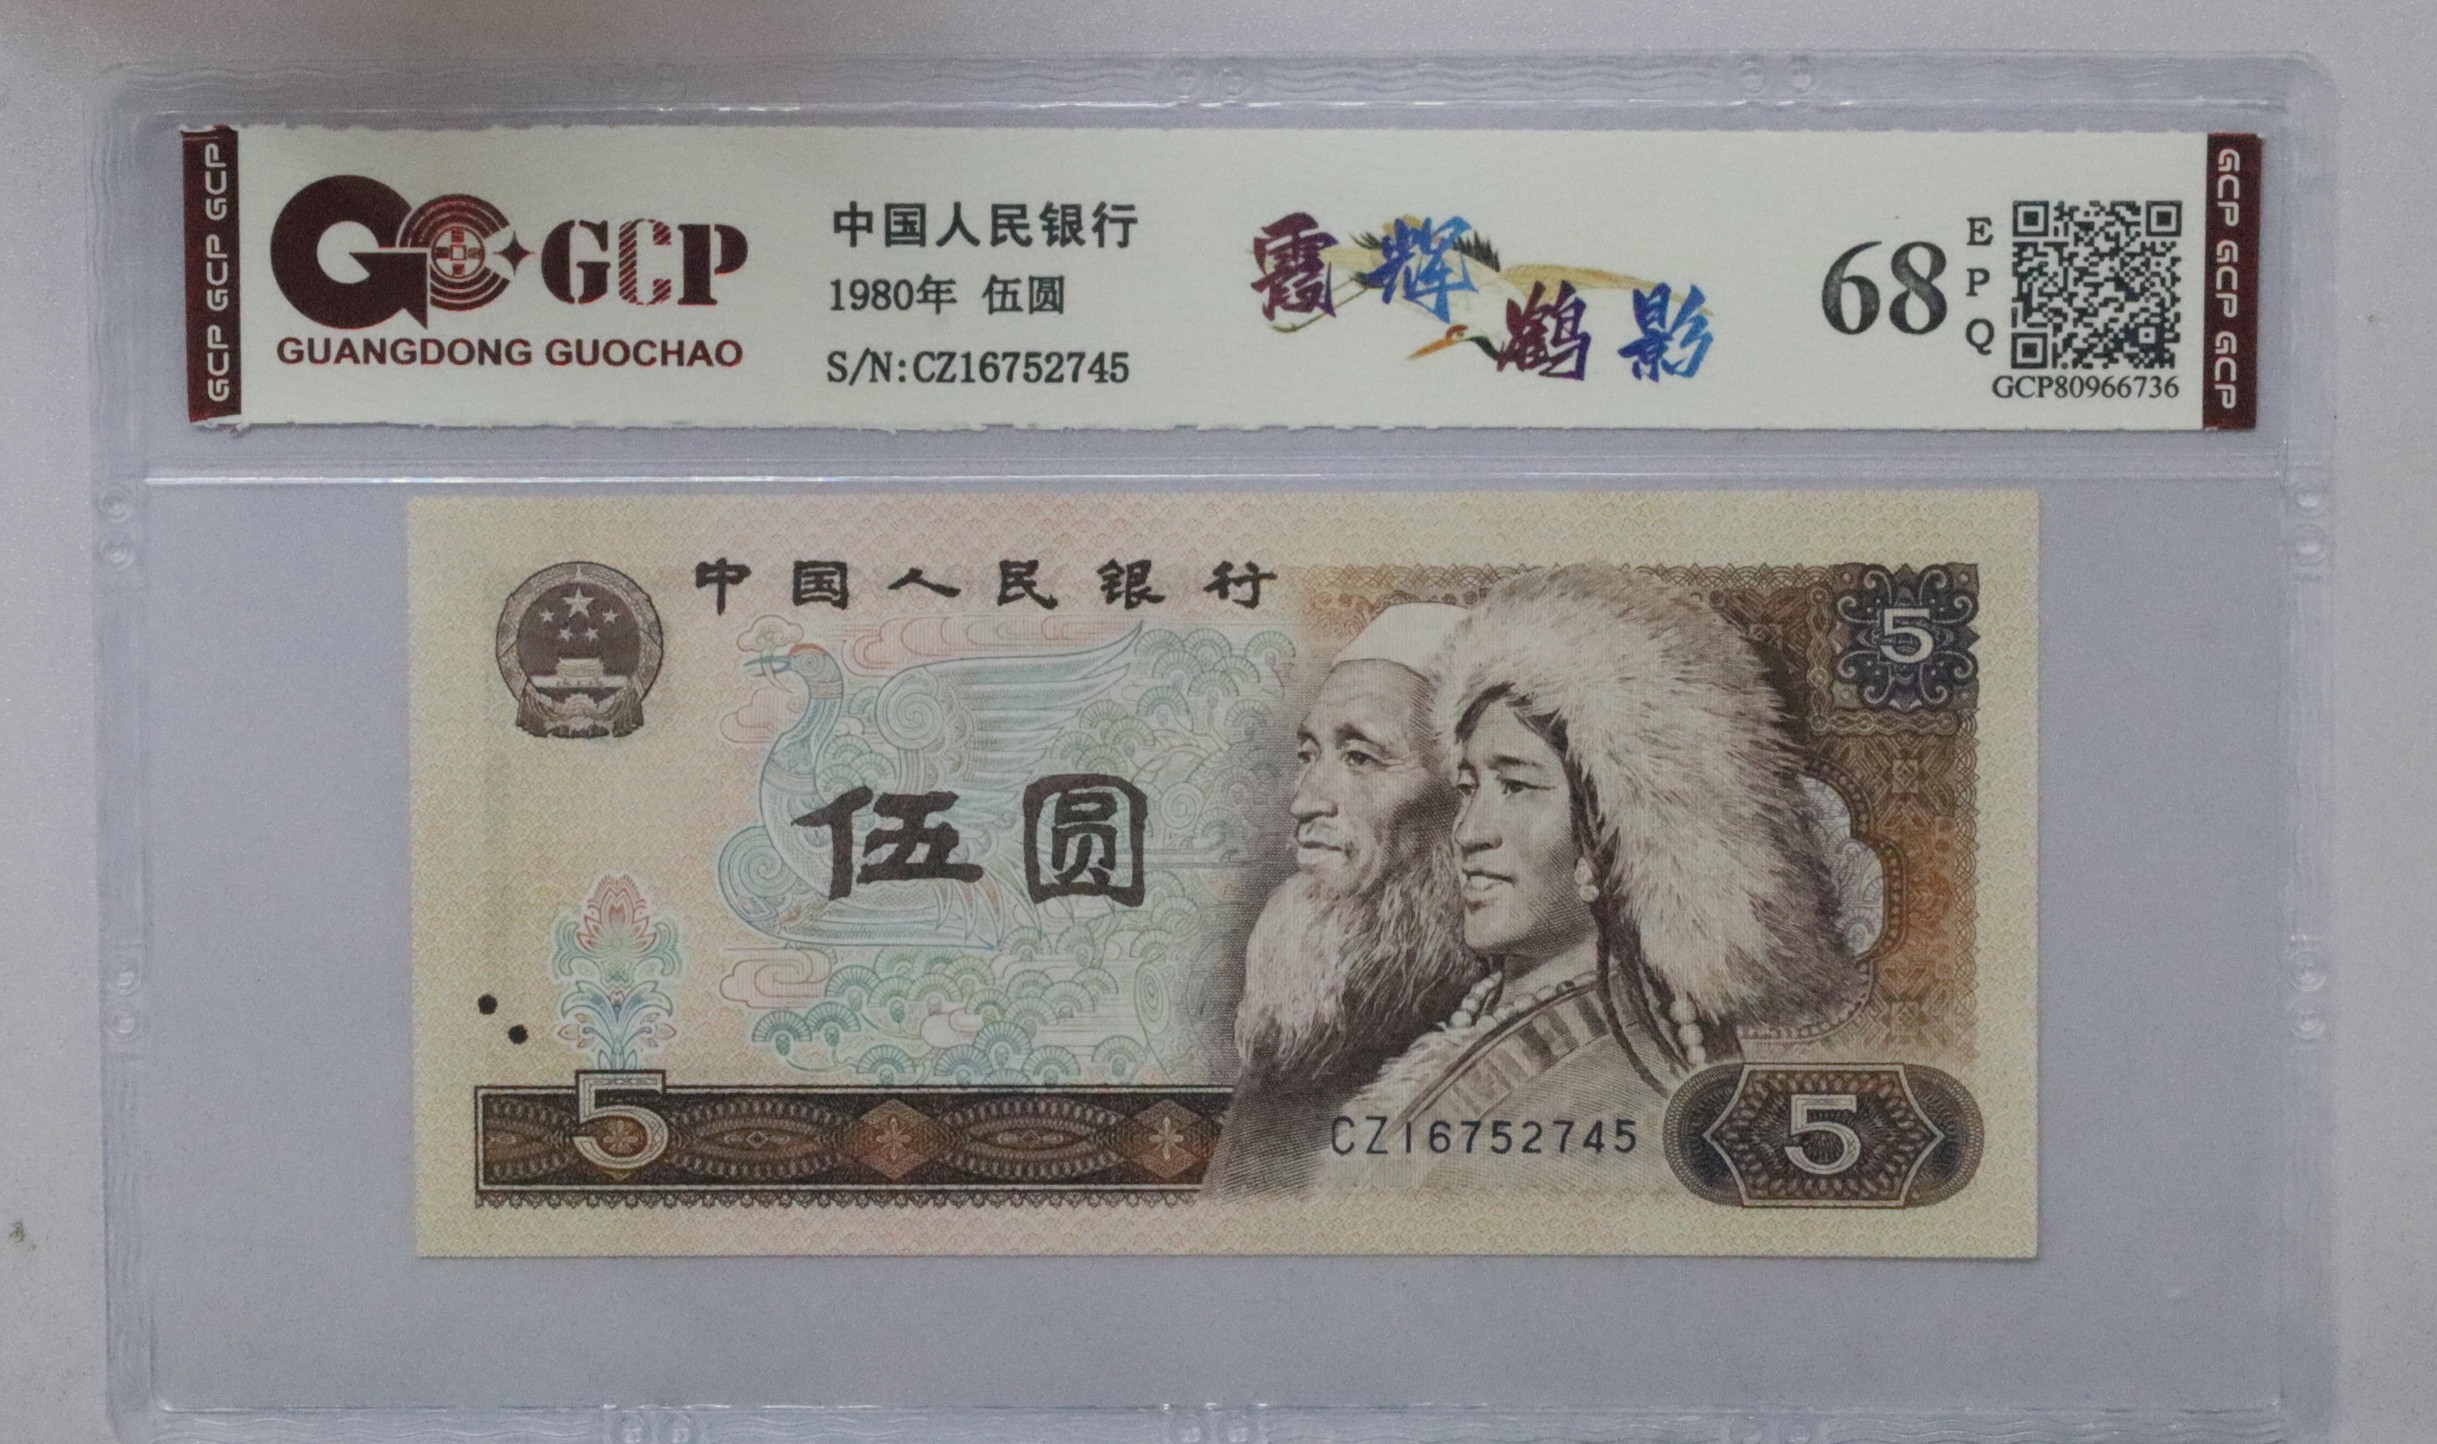 GCP GCP GCP
GCP
GUANGDONG GUOCHAO
中国人民银行
1980年 伍圆
S/N:CZ16752745
霞辉
鹤影
68
EPQ
GCP80966736
GCP GCP GCP
中国人民银行
5
伍圆
5
CZ16752745
5